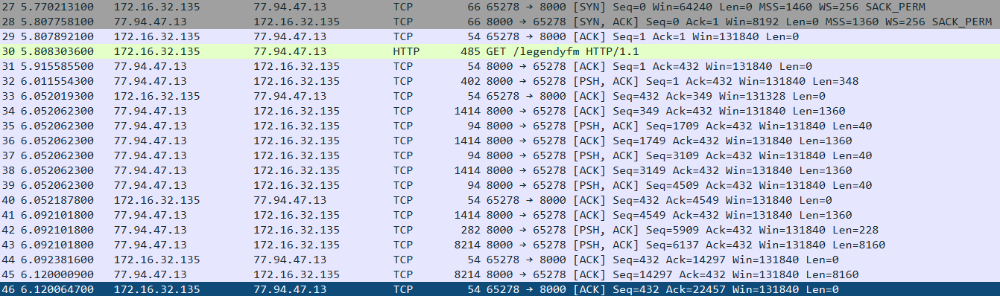 27 5.770213100 172.16.32.135 77.94.47.13 TCP 66 65278 → 8000 [SYN] Seq=0 Win=64240 Len=0 MSS=1460 WS=256 SACK_PERM
28 5.807758100 77.94.47.13 172.16.32.135 TCP 66 8000 → 65278 [SYN, ACK] Seq=0 Ack=1 Win=8192 Len=0 MSS=1360 WS=256 SACK_PERM
29 5.807892100 172.16.32.135 77.94.47.13 TCP 54 65278 → 8000 [ACK] Seq=1 Ack=1 Win=131840 Len=0
30 5.808303600 172.16.32.135 77.94.47.13 HTTP 485 GET /legendyfm HTTP/1.1
31 5.915585500 77.94.47.13 172.16.32.135 TCP 54 8000 → 65278 [ACK] Seq=1 Ack=432 Win=131840 Len=0
32 6.011554300 77.94.47.13 172.16.32.135 TCP 402 8000 → 65278 [PSH, ACK] Seq=1 Ack=432 Win=131840 Len=348
33 6.052019300 172.16.32.135 77.94.47.13 TCP 54 65278 → 8000 [ACK] Seq=432 Ack=349 Win=131328 Len=0
34 6.052062300 77.94.47.13 172.16.32.135 TCP 1414 8000 → 65278 [ACK] Seq=349 Ack=432 Win=131840 Len=1360
35 6.052062300 77.94.47.13 172.16.32.135 TCP 94 8000 → 65278 [PSH, ACK] Seq=1709 Ack=432 Win=131840 Len=40
36 6.052062300 77.94.47.13 172.16.32.135 TCP 1414 8000 → 65278 [ACK] Seq=1749 Ack=432 Win=131840 Len=1360
37 6.052062300 77.94.47.13 172.16.32.135 TCP 94 8000 → 65278 [PSH, ACK] Seq=3109 Ack=432 Win=131840 Len=40
38 6.052062300 77.94.47.13 172.16.32.135 TCP 1414 8000 → 65278 [ACK] Seq=3149 Ack=432 Win=131840 Len=1360
39 6.052062300 77.94.47.13 172.16.32.135 TCP 94 8000 → 65278 [PSH, ACK] Seq=4509 Ack=432 Win=131840 Len=40
40 6.052187800 172.16.32.135 77.94.47.13 TCP 54 65278 → 8000 [ACK] Seq=432 Ack=4549 Win=131840 Len=0
41 6.092101800 77.94.47.13 172.16.32.135 TCP 1414 8000 → 65278 [ACK] Seq=4549 Ack=432 Win=131840 Len=1360
42 6.092101800 77.94.47.13 172.16.32.135 TCP 282 8000 → 65278 [PSH, ACK] Seq=5909 Ack=432 Win=131840 Len=228
43 6.092101800 77.94.47.13 172.16.32.135 TCP 8214 8000 → 65278 [PSH, ACK] Seq=6137 Ack=432 Win=131840 Len=8160
44 6.092381600 172.16.32.135 77.94.47.13 TCP 54 65278 → 8000 [ACK] Seq=432 Ack=14297 Win=131840 Len=0
45 6.120000900 77.94.47.13 172.16.32.135 TCP 8214 8000 → 65278 [ACK] Seq=14297 Ack=432 Win=131840 Len=8160
46 6.120064700 172.16.32.135 77.94.47.13 TCP 54 65278 → 8000 [ACK] Seq=432 Ack=22457 Win=131840 Len=0